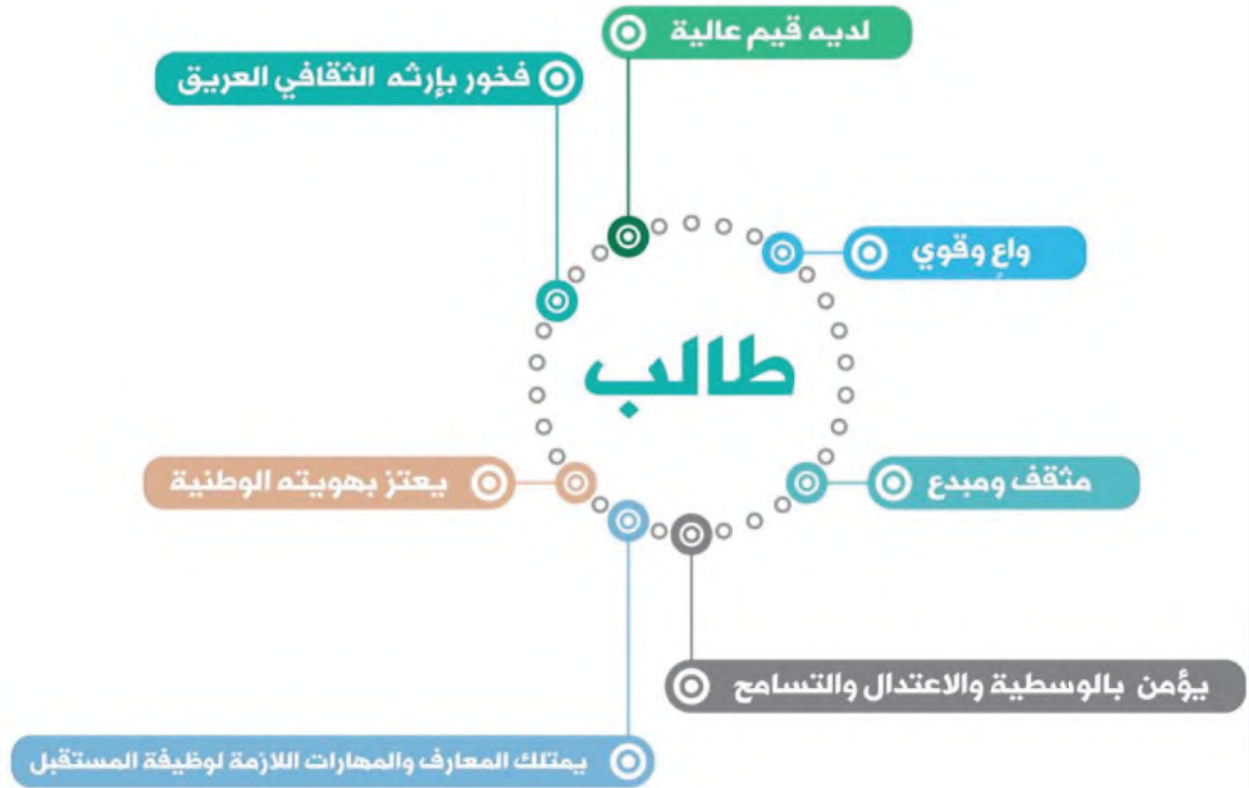 لديه قيم عالية
فخور بإرثه الثقافي العريق
واعٍ وقوي
طالب
مثقف ومبدع
يعتز بهويته الوطنية
يؤمن بالوسطية والاعتدال والتسامح
يمتلك المعارف والمهارات اللازمة لوظيفة المستقبل